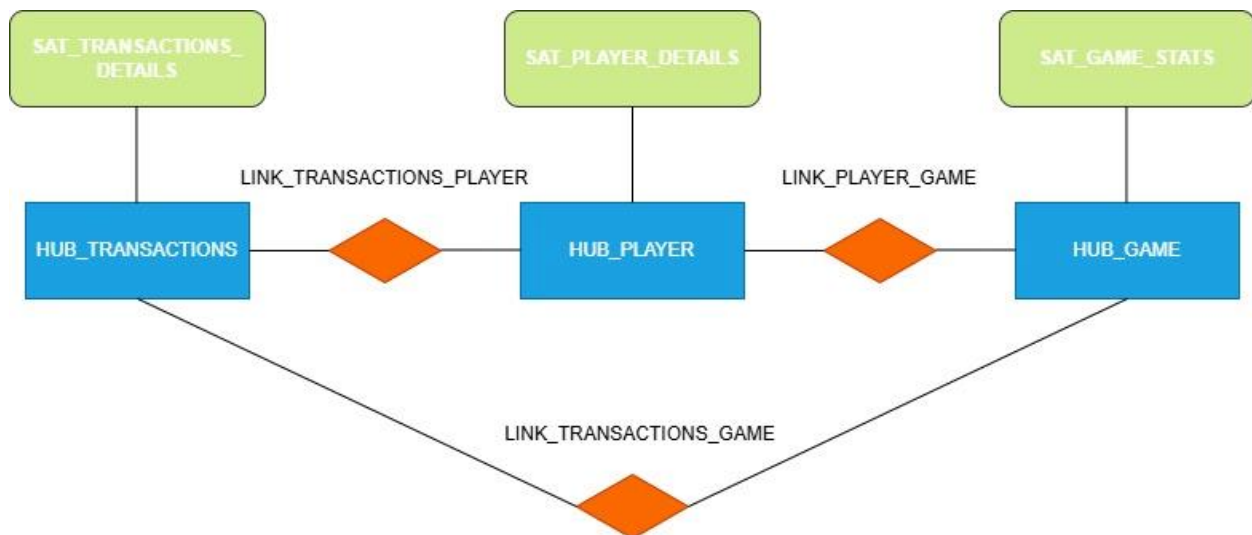 SAT_TRANSACTIONS_
DETAILS
SAT_PLAYER_DETAILS
SAT_GAME_STATS
LINK_TRANSACTIONS_PLAYER
LINK_PLAYER_GAME
HUB_TRANSACTIONS
HUB_PLAYER
HUB_GAME
LINK_TRANSACTIONS_GAME